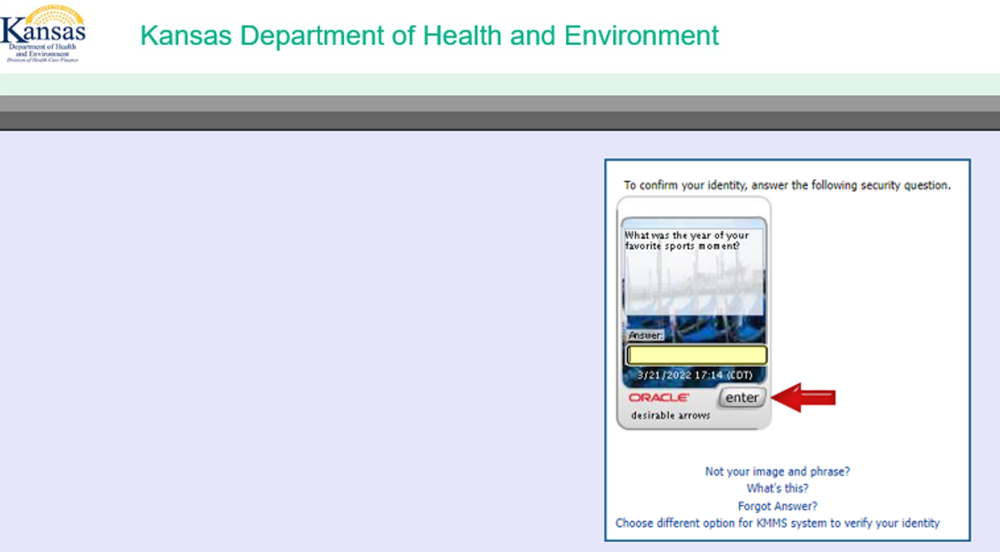 Kansas
Department of Health
and Environment
Division of Health Care Finance
Kansas Department of Health and Environment
To confirm your identity, answer the following security question.
What was the year of your
favorite sports moment?
Answer:
3/21/2022 17:14 (CDT)
ORACLE
enter
desirable arrows
Not your image and phrase?
What's this?
Forgot Answer?
Choose different option for KMMS system to verify your identity